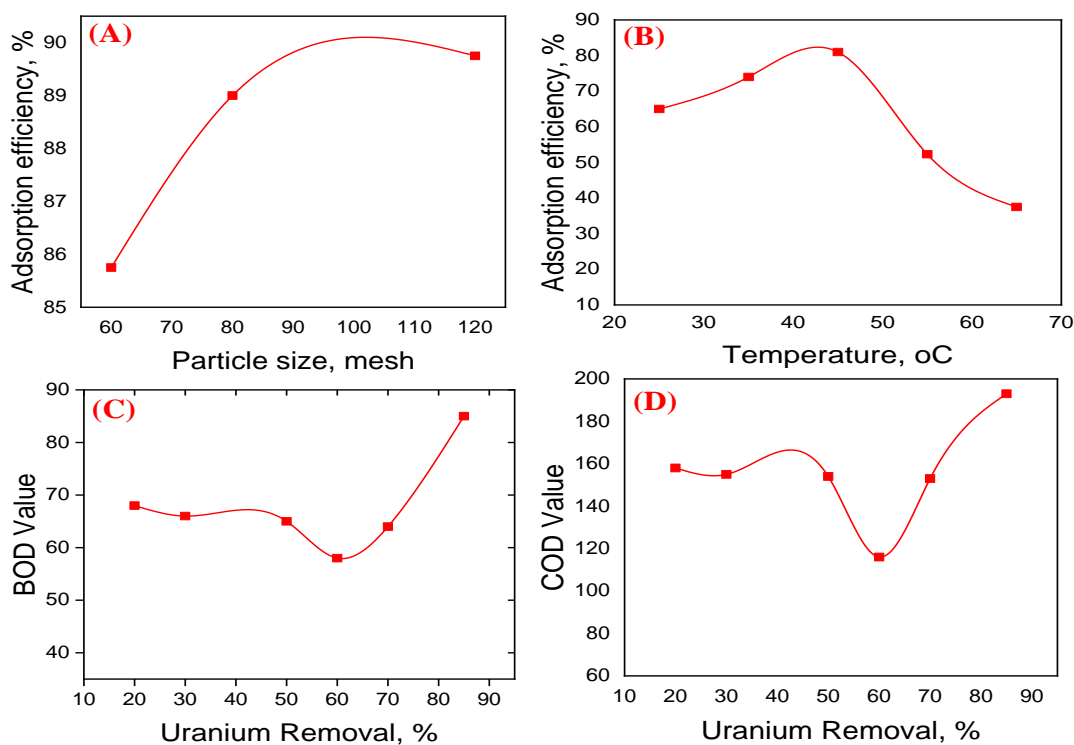 (A)
Adsorption efficiency, %
90
89
88
87
86
85
60 70 80 90 100 110 120
Particle size, mesh
(B)
Adsorption efficiency, %
90
80
70
60
50
40
30
20
10
20 30 40 50 60 70
Temperature, oC
(C)
BOD Value
90
80
70
60
50
40
10 20 30 40 50 60 70 80 90
Uranium Removal, %
(D)
COD Value
200
180
160
140
120
100
80
60
10 20 30 40 50 60 70 80 90
Uranium Removal, %